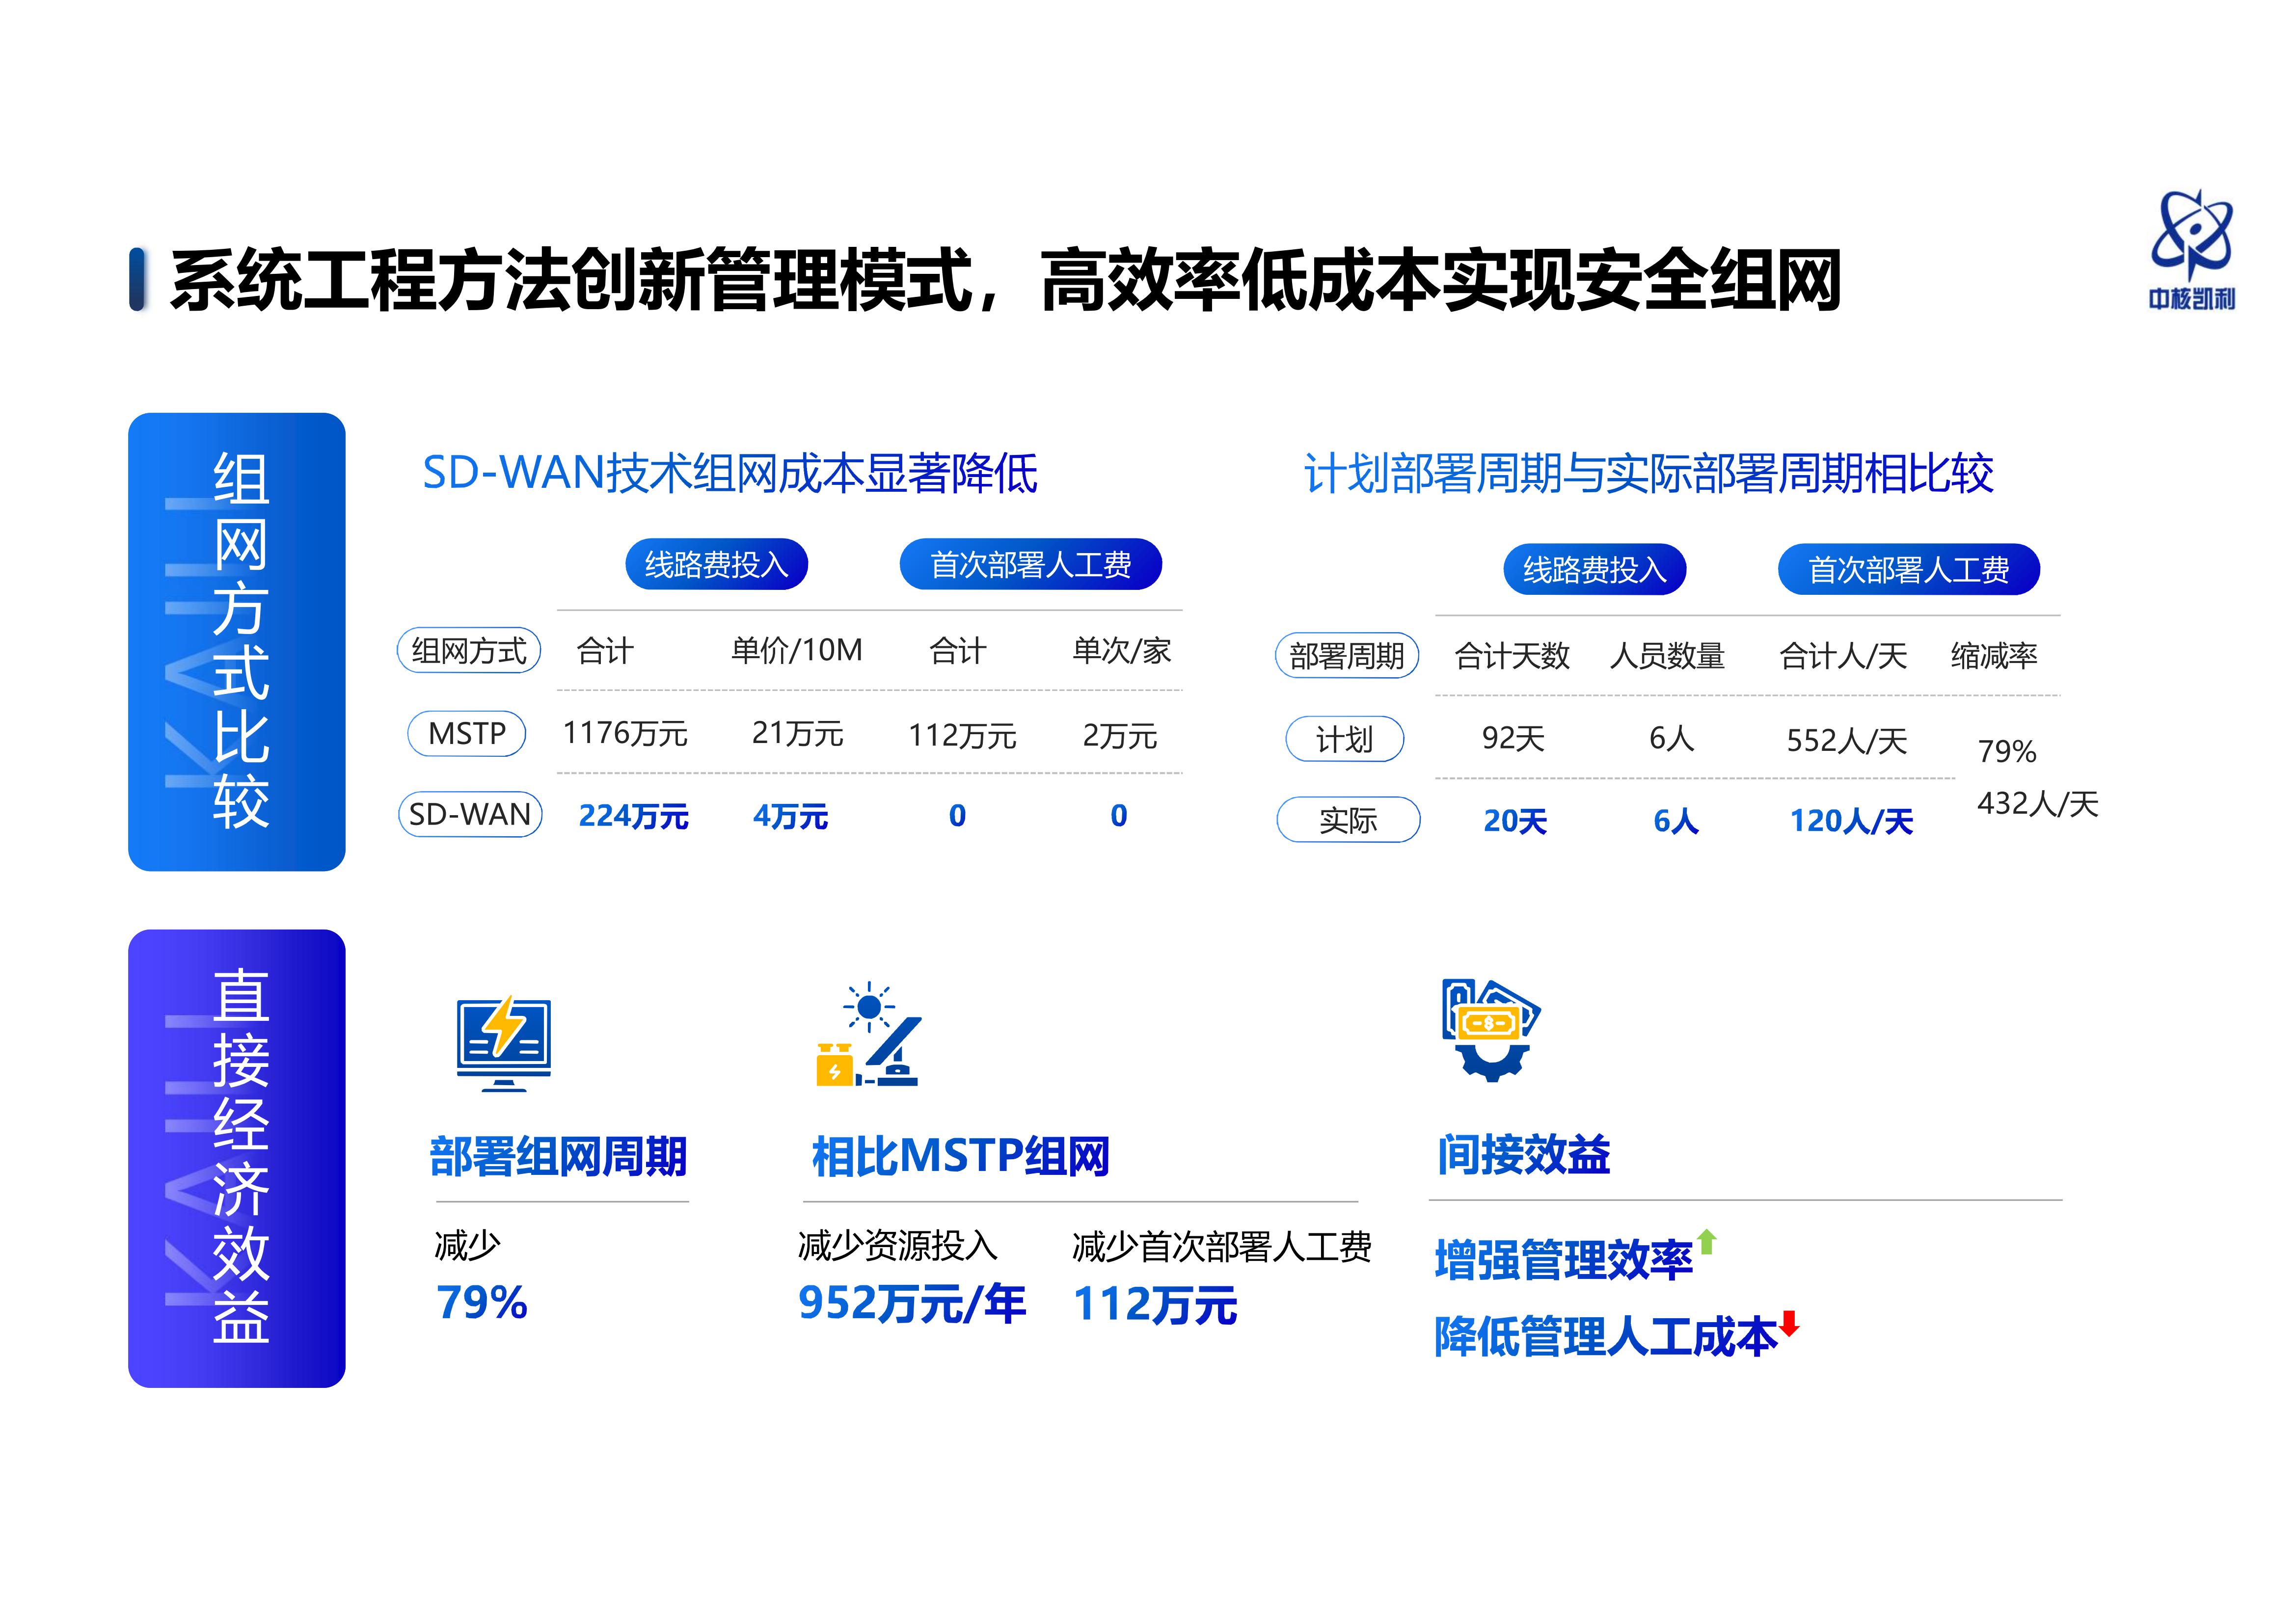 系统工程方法创新管理模式，高效率低成本实现安全组网
中核凯利
组网方式比较
KAILI
SD-WAN技术组网成本显著降低
线路费投入 首次部署人工费
组网方式 合计 单价/10M 合计 单次/家
MSTP 1176万元 21万元 112万元 2万元
SD-WAN 224万元 4万元 0 0
计划部署周期与实际部署周期相比较
线路费投入 首次部署人工费
部署周期 合计天数 人员数量 合计人/天 缩减率
计划 92天 6人 552人/天 79%
432人/天
实际 20天 6人 120人/天
直接经济效益
KAILI
部署组网周期
减少
79%
相比MSTP组网
减少资源投入 减少首次部署人工费
952万元/年 112万元
间接效益
增强管理效率
降低管理人工成本